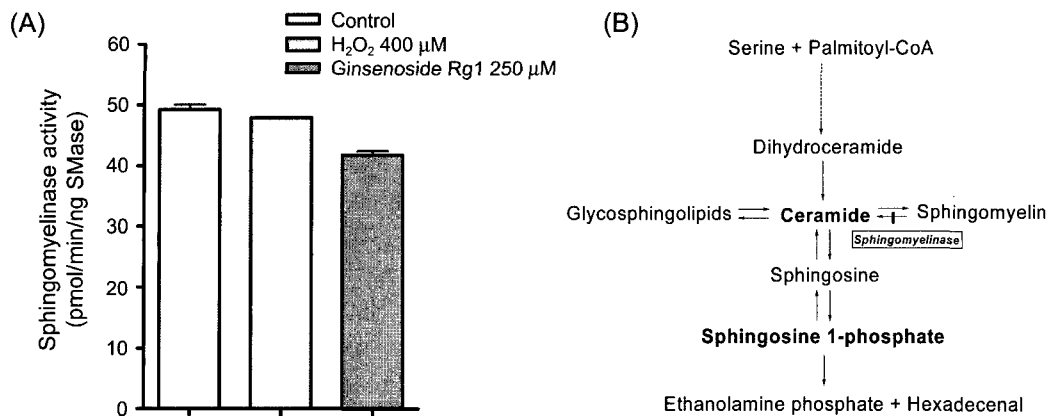 (A)
Control
H₂O₂ 400 μM
Ginsenoside Rg1 250 μM
Sphingomyelinase activity
(pmol/min/ng SMase)
60
50
40
30
20
10
0
(B)
Serine + Palmitoyl-CoA
Dihydroceramide
Glycosphingolipids
Ceramide
Sphingomyelin
Sphingomyelinase
Sphingosine
Sphingosine 1-phosphate
Ethanolamine phosphate + Hexadecenal